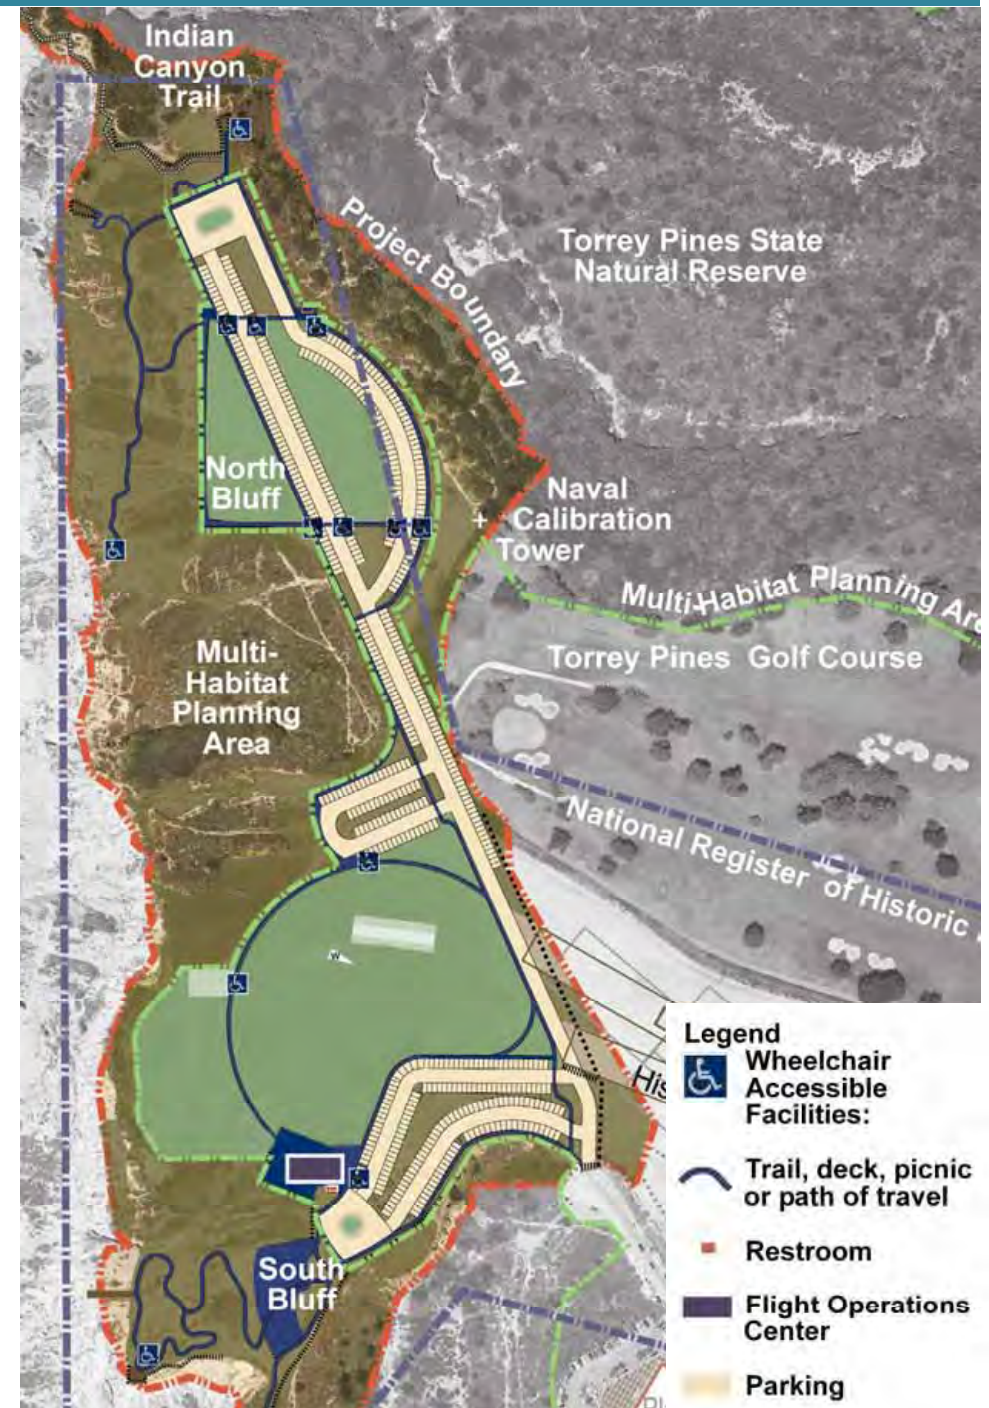 Indian
Canyon
Trail
Project Boundary
Torrey Pines State
Natural Reserve
North
Bluff
Naval
Calibration
Tower
Multi-Habitat Planning Are
Torrey Pines Golf Course
Multi-
Habitat
Planning
Area
National Register of Historic
W
His
South
Bluff
Legend
Wheelchair
Accessible
Facilities:
Trail, deck, picnic
or path of travel
Restroom
Flight Operations
Center
Parking